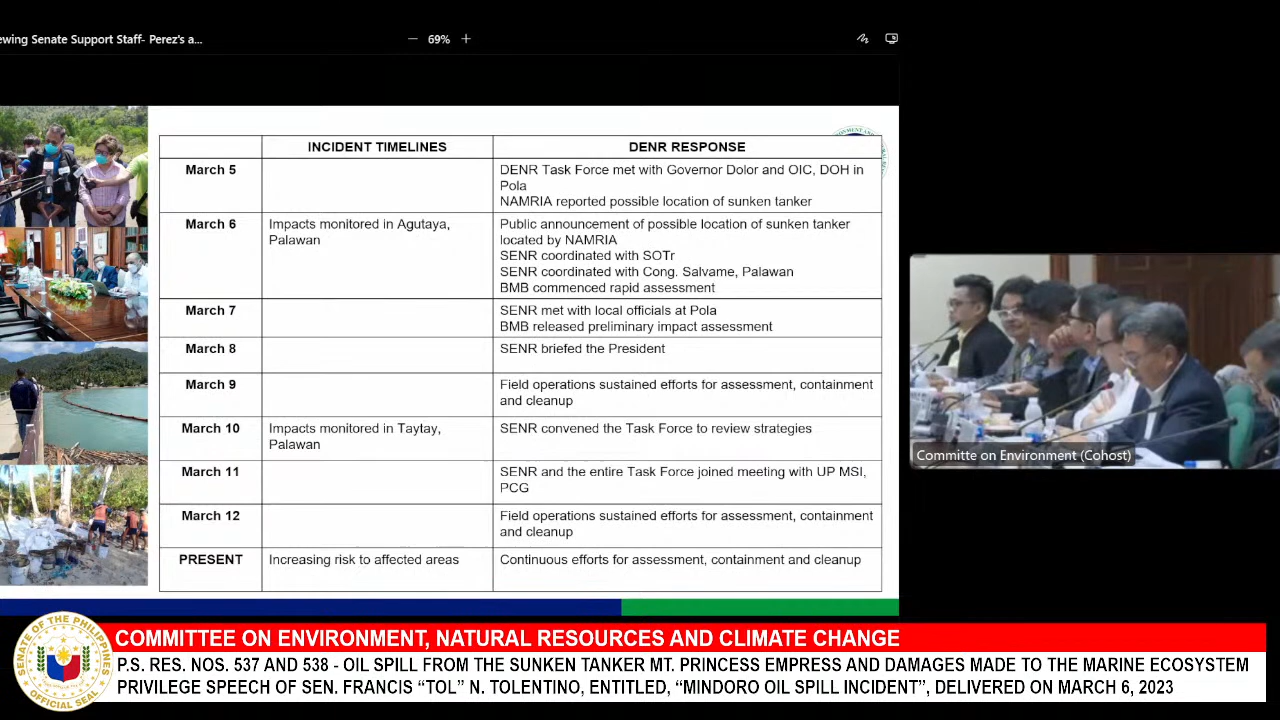 ewing Senate Support Staff- Perez's a...
69%
INCIDENT TIMELINES
DENR RESPONSE
March 5
DENR Task Force met with Governor Dolor and OIC, DOH in
Pola
NAMRIA reported possible location of sunken tanker
March 6
Impacts monitored in Agutaya,
Palawan
Public announcement of possible location of sunken tanker
located by NAMRIA
SENR coordinated with SOTr
SENR coordinated with Cong. Salvame, Palawan
BMB commenced rapid assessment
March 7
SENR met with local officials at Pola
BMB released preliminary impact assessment
March 8
SENR briefed the President
March 9
Field operations sustained efforts for assessment, containment
and cleanup
March 10
Impacts monitored in Taytay,
Palawan
SENR convened the Task Force to review strategies
March 11
SENR and the entire Task Force joined meeting with UP MSI,
PCG
March 12
Field operations sustained efforts for assessment, containment
and cleanup
PRESENT
Increasing risk to affected areas
Continuous efforts for assessment, containment and cleanup
Committe on Environment (Cohost)
SENATE OF THE PHILIPPINES
OFFICIAL SEAL
COMMITTEE ON ENVIRONMENT, NATURAL RESOURCES AND CLIMATE CHANGE
P.S. RES. NOS. 537 AND 538 - OIL SPILL FROM THE SUNKEN TANKER MT. PRINCESS EMPRESS AND DAMAGES MADE TO THE MARINE ECOSYSTEM
PRIVILEGE SPEECH OF SEN. FRANCIS “TOL” N. TOLENTINO, ENTITLED, “MINDORO OIL SPILL INCIDENT”, DELIVERED ON MARCH 6, 2023